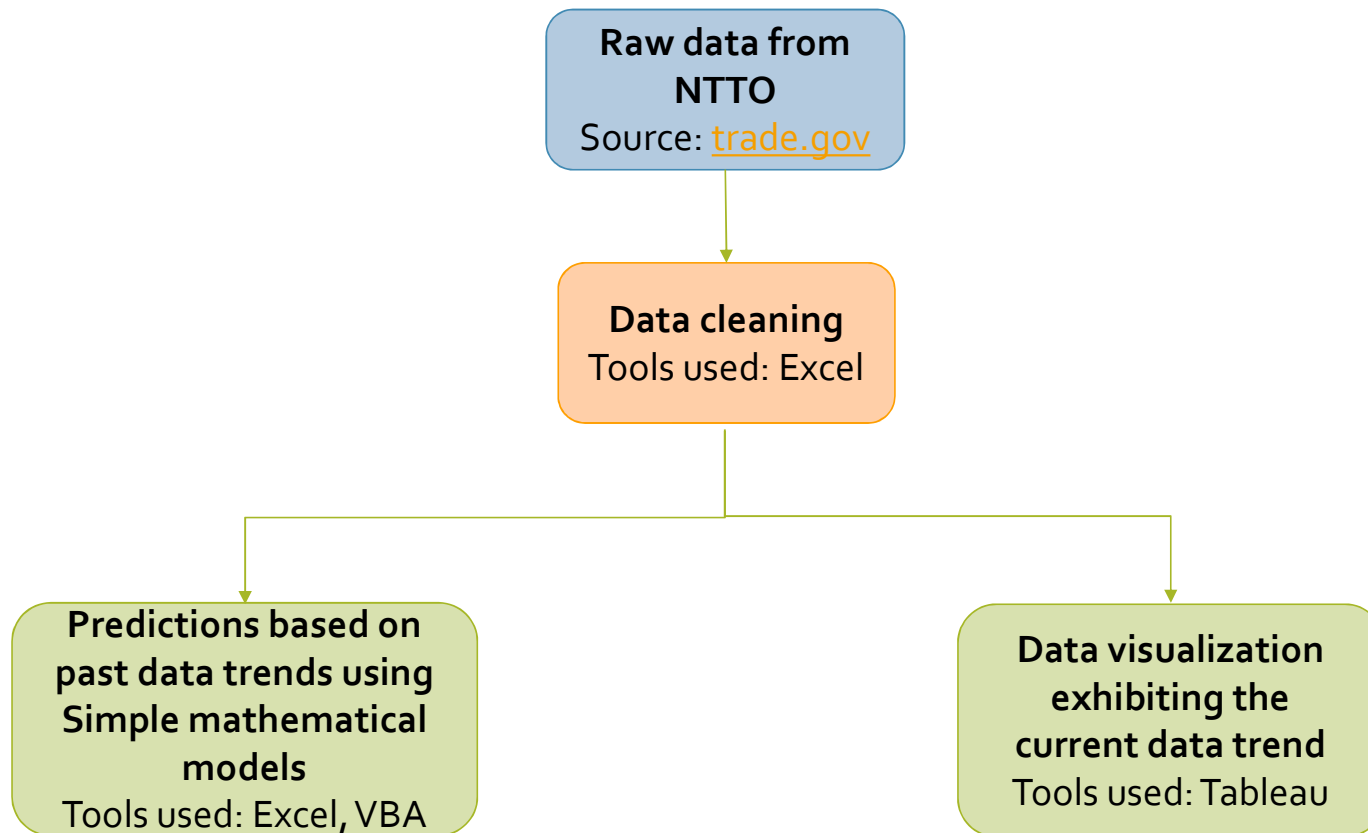 Raw data from
NTTO
Source: trade.gov
Data cleaning
Tools used: Excel
Predictions based on
past data trends using
Simple mathematical
models
Tools used: Excel, VBA
Data visualization
exhibiting the
current data trend
Tools used: Tableau